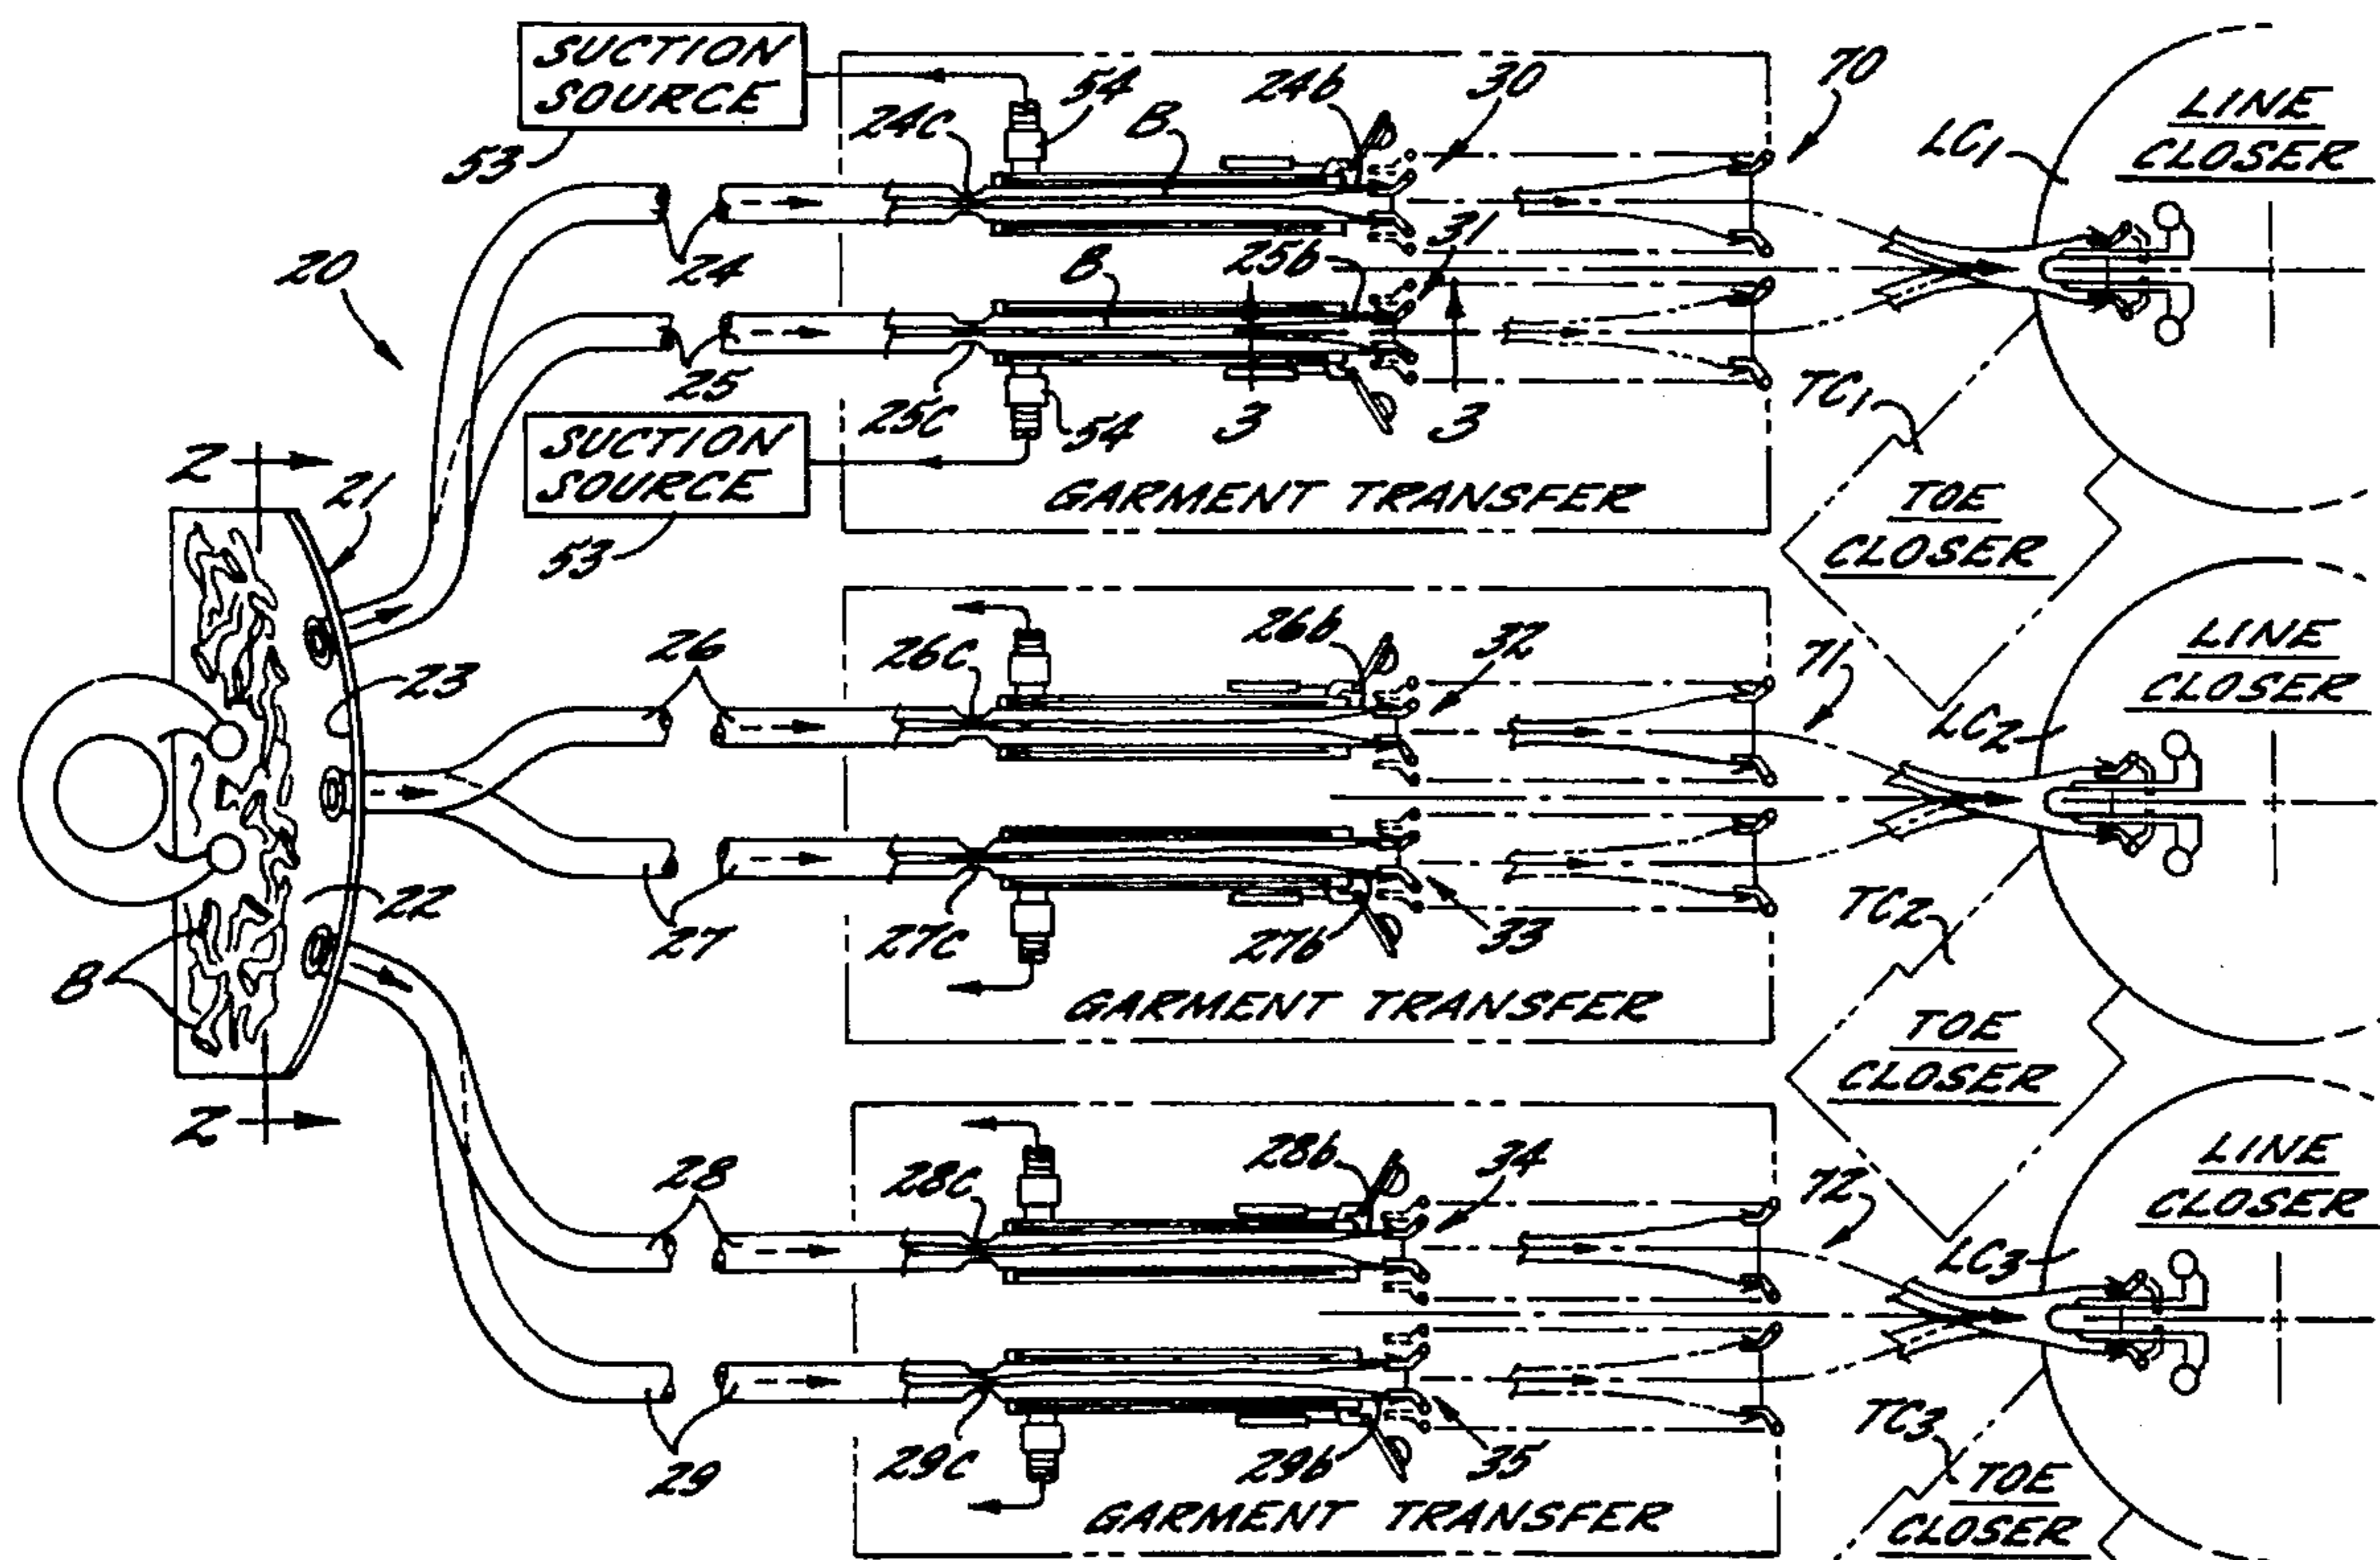 SUCTION
SOURCE
53
54
24c
B
24b
30
70
LINE
CLOSER
LC1
20
24
B
25b
31
25
25c
54
3
3
TC1
SUCTION
SOURCE
53
GARMENT TRANSFER
TOE
CLOSER
2
21
26
26c
26b
32
71
LINE
CLOSER
23
LC2
22
B
27
27c
27b
33
TC2
GARMENT TRANSFER
TOE
CLOSER
2
28
28c
28b
34
72
LINE
CLOSER
LC3
29
29c
29b
35
TC3
GARMENT TRANSFER
TOE
CLOSER